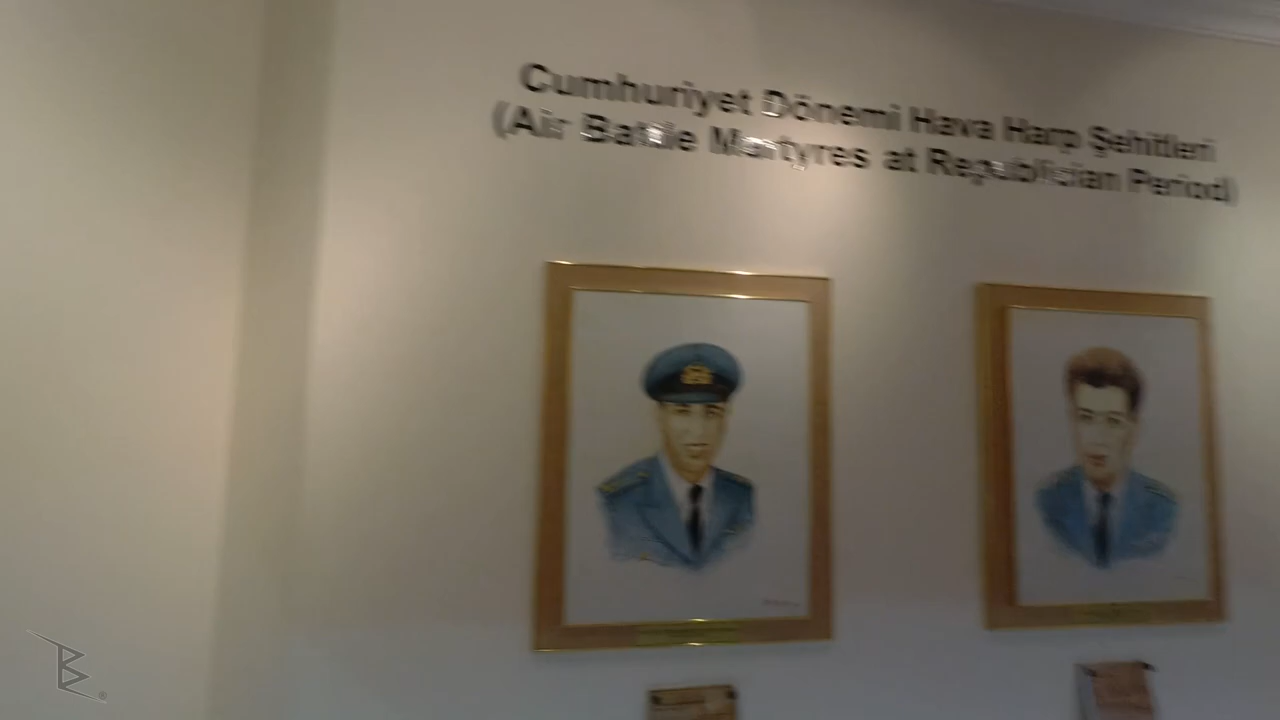 Cumhuriyet Dönemi Hava Harp Şehitleri
(Air Battle Martyres at Republician Period)